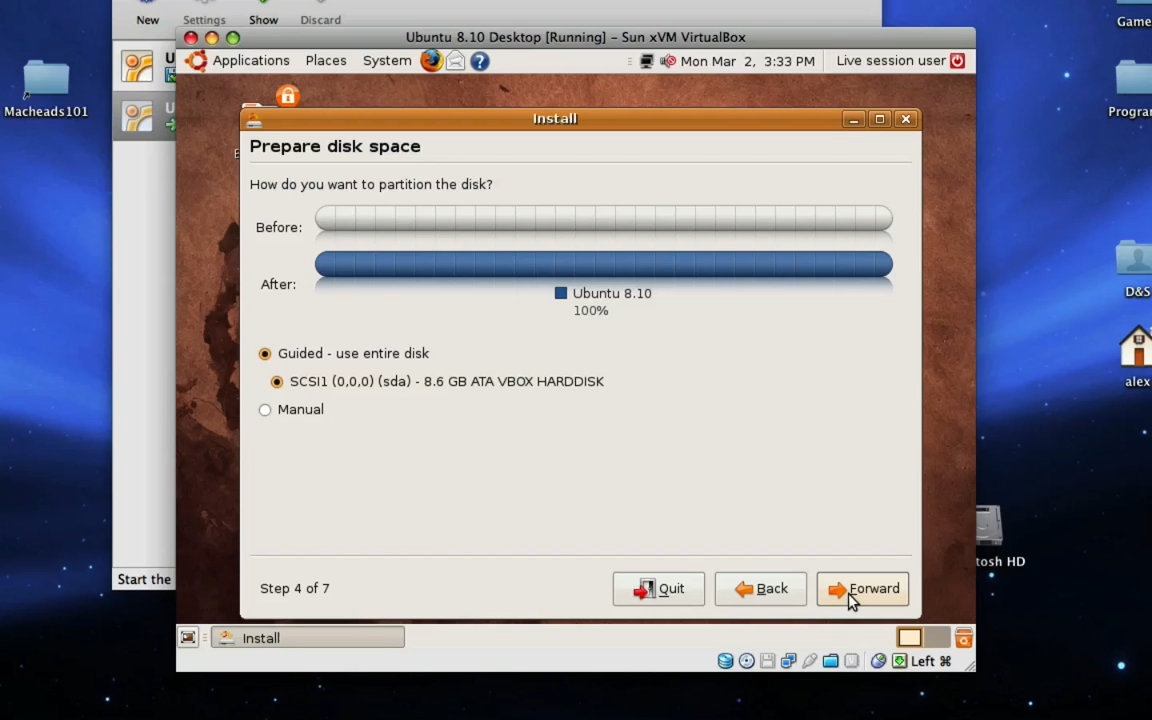 New Settings Show Discard
Game
Ubuntu 8.10 Desktop [Running] – Sun xVM VirtualBox
Applications Places System Mon Mar 2, 3:33 PM Live session user
Macheads101
Progra
Install
Prepare disk space
How do you want to partition the disk?
Before:
After:
Ubuntu 8.10
100%
D&S
Guided - use entire disk
SCSI1 (0,0,0) (sda) - 8.6 GB ATA VBOX HARDDISK
alex
Manual
tosh HD
Start the
Step 4 of 7
Quit Back Forward
Install
Left ⌘